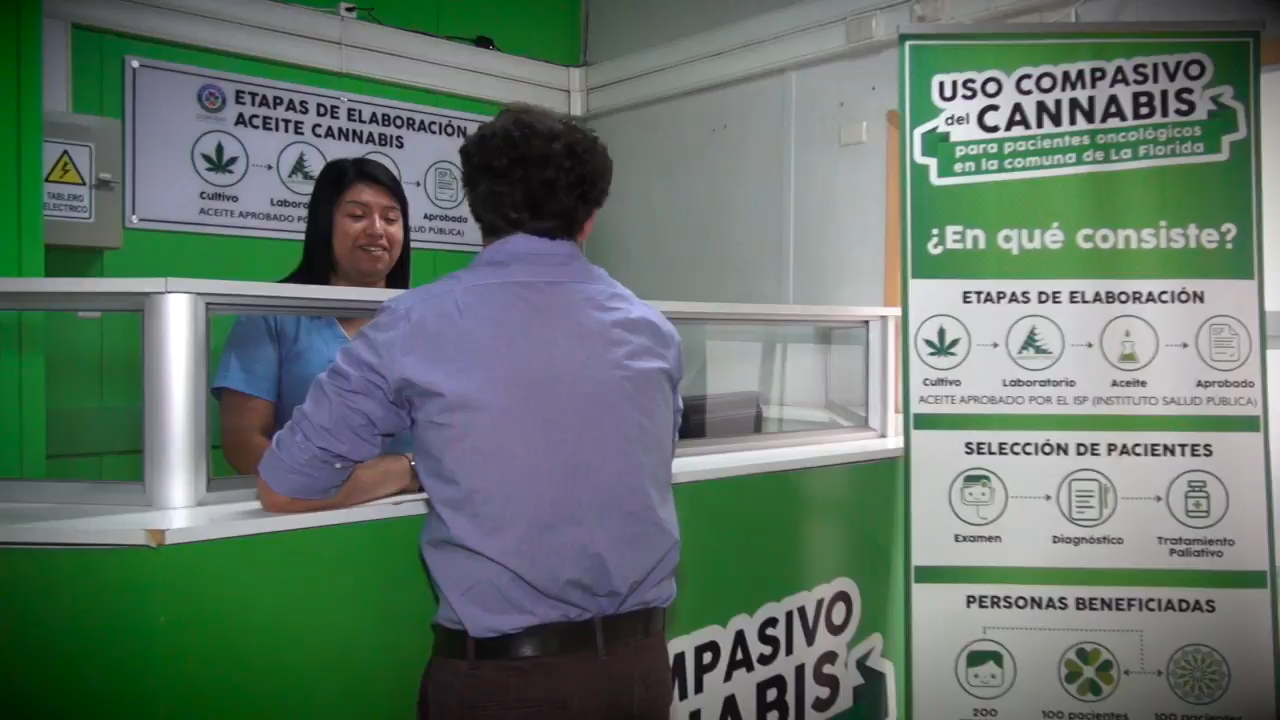 ETAPAS DE ELABORACIÓN
ACEITE CANNABIS
Cultivo
Aprobado
ACEITE APROBADO
PÚBLICA)
TABLERO
ELECTRICO
USO COMPASIVO
del CANNABIS
para pacientes oncológicos
en la comuna de La Florida
¿En qué consiste?
ETAPAS DE ELABORACIÓN
ISP
Cultivo
Laboratorio
Aceite
Aprobado
ACEITE APROBADO POR EL ISP (INSTITUTO SALUD PÚBLICA)
SELECCIÓN DE PACIENTES
Examen
Diagnóstico
Tratamiento
Paliativo
PERSONAS BENEFICIADAS
200
100 pacientes
100 pacientes
MPASIVO
ABIS